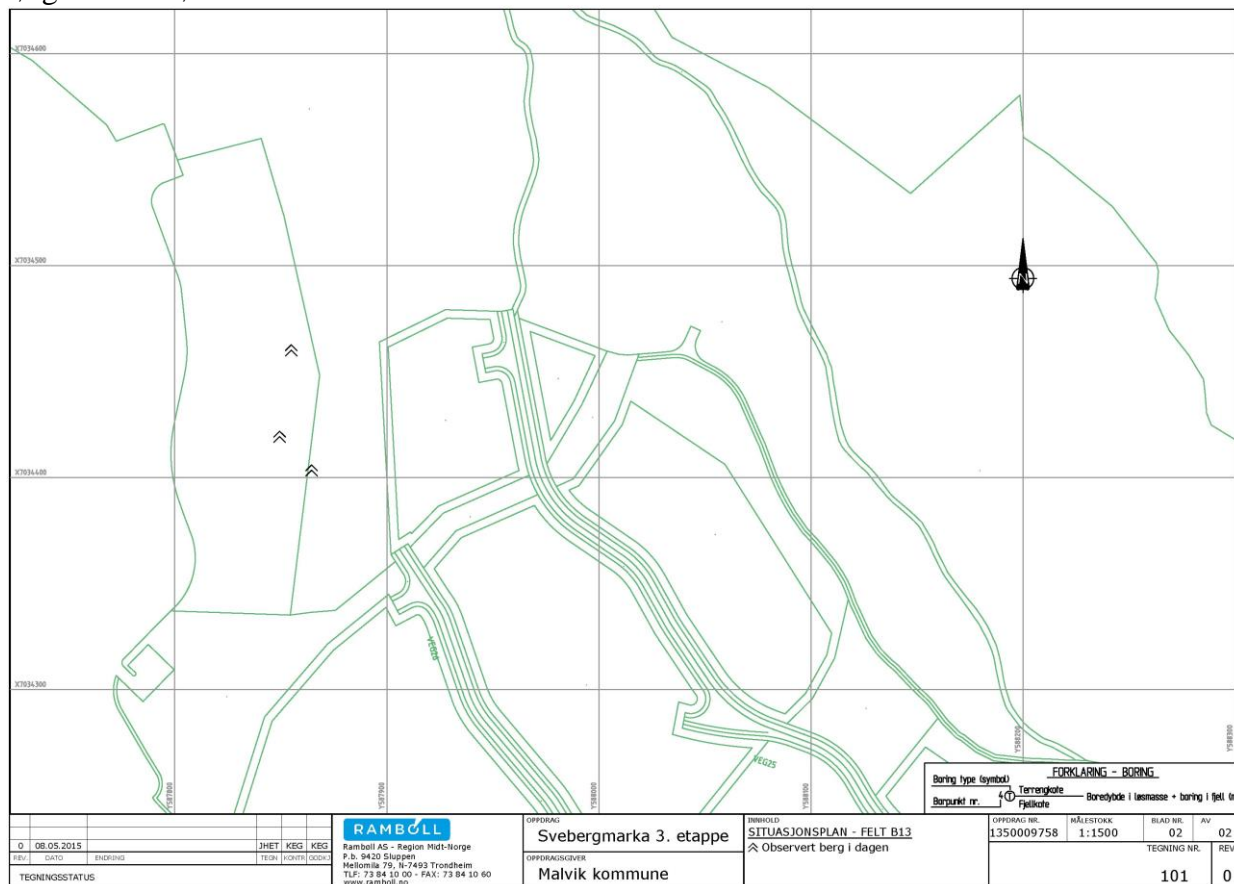 X7034600
X7034500
X7034400
X7034300
Y587800
Y587900
Y588000
Y588100
Y588200
Y588300
N
VEG28
VEG25
FORKLARING - BORING
Boring type (symbol)
Borpunkt nr.
4
T
Terrengkote
Fjellkote
Boredybde i løsmasse + boring i fjell (m
0 08.05.2015 JHET KEG KEG
REV. DATO ENDRING TEGN KONTR GODKJ
TEGNINGSSTATUS
RAMBOLL
Rambøll AS - Region Midt-Norge
P.b. 9420 Sluppen
Mellomila 79, N-7493 Trondheim
TLF: 73 84 10 00 - FAX: 73 84 10 60
www.ramboll.no
OPPDRAG
Svebergmarka 3. etappe
OPPDRAGSGIVER
Malvik kommune
INNHOLD
SITUASJONSPLAN - FELT B13
Observert berg i dagen
OPPDRAG NR. MÅLESTOKK BLAD NR. AV
1350009758 1:1500 02 02
TEGNING NR. REV
101 0